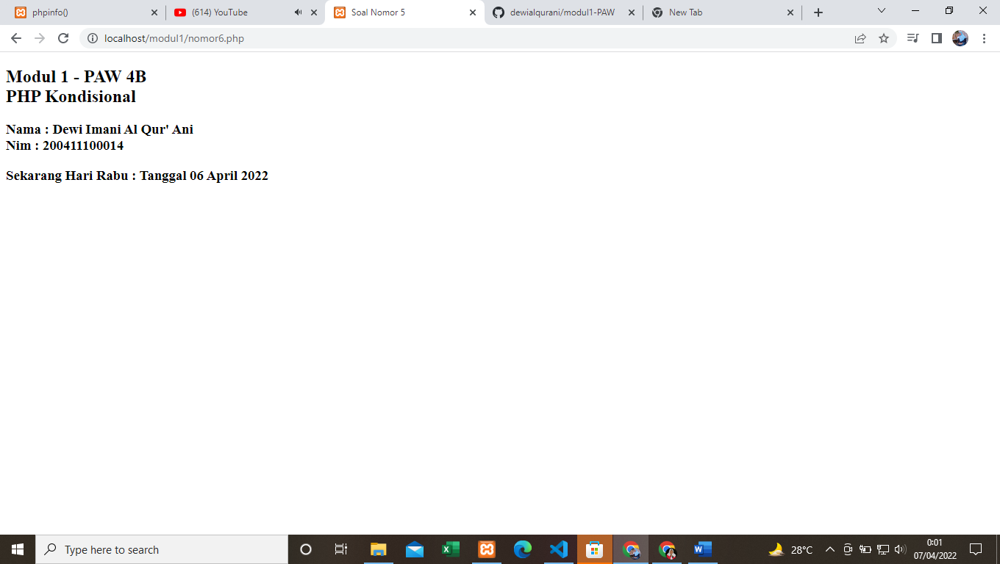 phpinfo()
(614) YouTube
Soal Nomor 5
dewialqurani/modul1-PAW
New Tab
localhost/modul1/nomor6.php
Modul 1 - PAW 4B
PHP Kondisional
Nama : Dewi Imani Al Qur' Ani
Nim : 200411100014
Sekarang Hari Rabu : Tanggal 06 April 2022
Type here to search
28°C
0:01
07/04/2022